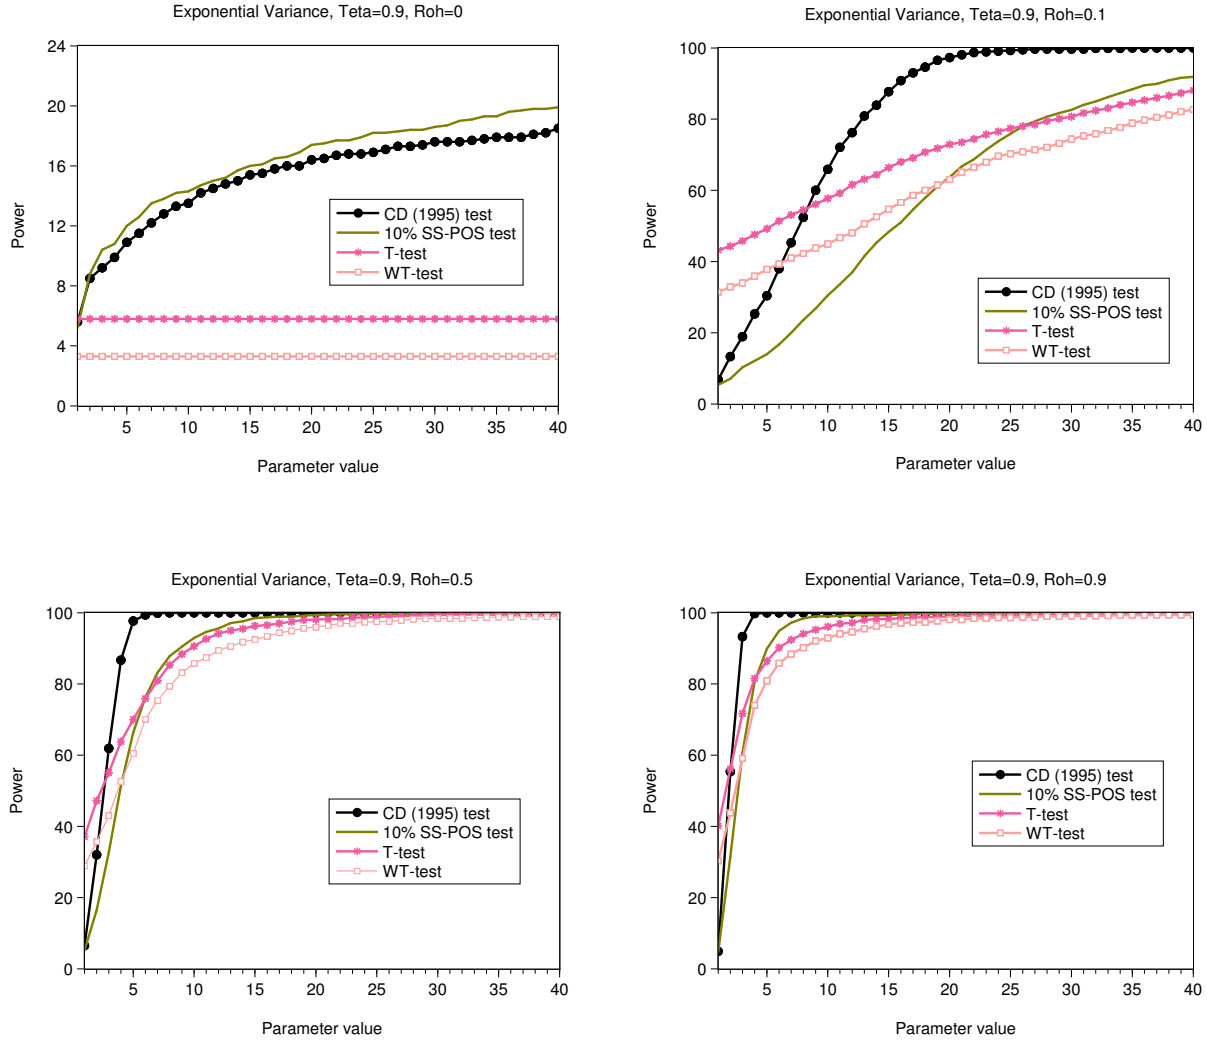 Exponential Variance, Teta=0.9, Roh=0
24
20
16
12
8
4
0
Power
CD (1995) test
10% SS-POS test
T-test
WT-test
5 10 15 20 25 30 35 40
Parameter value
Exponential Variance, Teta=0.9, Roh=0.1
100
80
60
40
20
0
Power
CD (1995) test
10% SS-POS test
T-test
WT-test
5 10 15 20 25 30 35 40
Parameter value
Exponential Variance, Teta=0.9, Roh=0.5
100
80
60
40
20
0
Power
CD (1995) test
10% SS-POS test
T-test
WT-test
5 10 15 20 25 30 35 40
Parameter value
Exponential Variance, Teta=0.9, Roh=0.9
100
80
60
40
20
0
Power
CD (1995) test
10% SS-POS test
T-test
WT-test
5 10 15 20 25 30 35 40
Parameter value